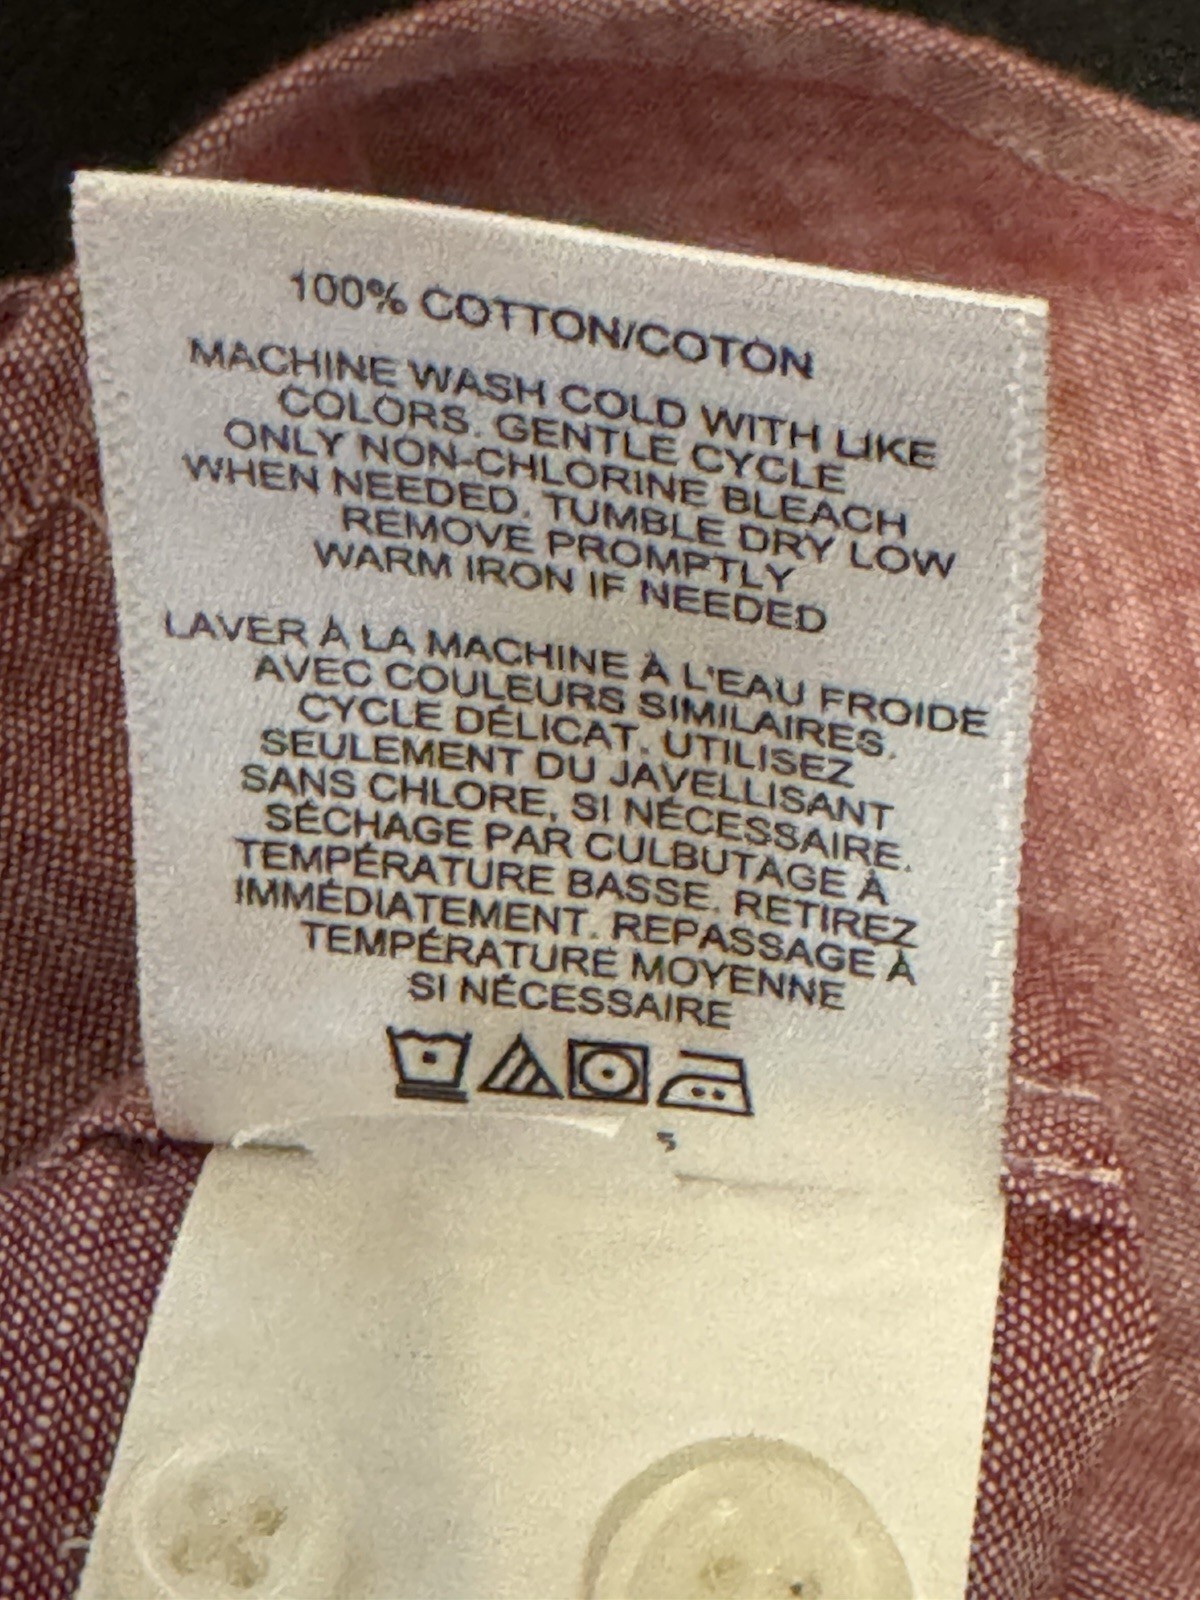 100% COTTON/COTON
MACHINE WASH COLD WITH LIKE
COLORS. GENTLE CYCLE
ONLY NON-CHLORINE BLEACH
WHEN NEEDED. TUMBLE DRY LOW
REMOVE PROMPTLY
WARM IRON IF NEEDED
LAVER À LA MACHINE À L'EAU FROIDE
AVEC COULEURS SIMILAIRES.
CYCLE DÉLICAT. UTILISEZ
SEULEMENT DU JAVELLISANT
SANS CHLORE, SI NÉCESSAIRE.
SÉCHAGE PAR CULBUTAGE À
TEMPÉRATURE BASSE. RETIREZ
IMMÉDIATEMENT. REPASSAGE À
TEMPÉRATURE MOYENNE
SI NÉCESSAIRE
5